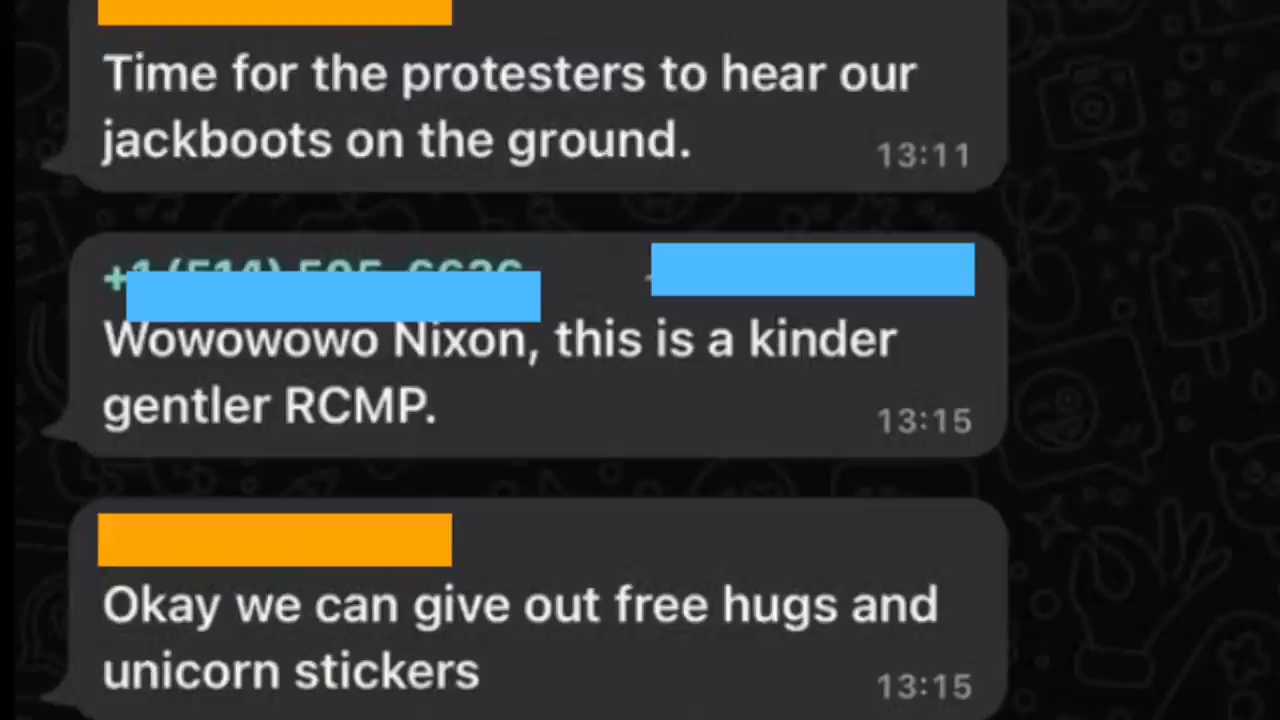 Time for the protesters to hear our
jackboots on the ground.
13:11
Wowowowo Nixon, this is a kinder
gentler RCMP.
13:15
Okay we can give out free hugs and
unicorn stickers
13:15